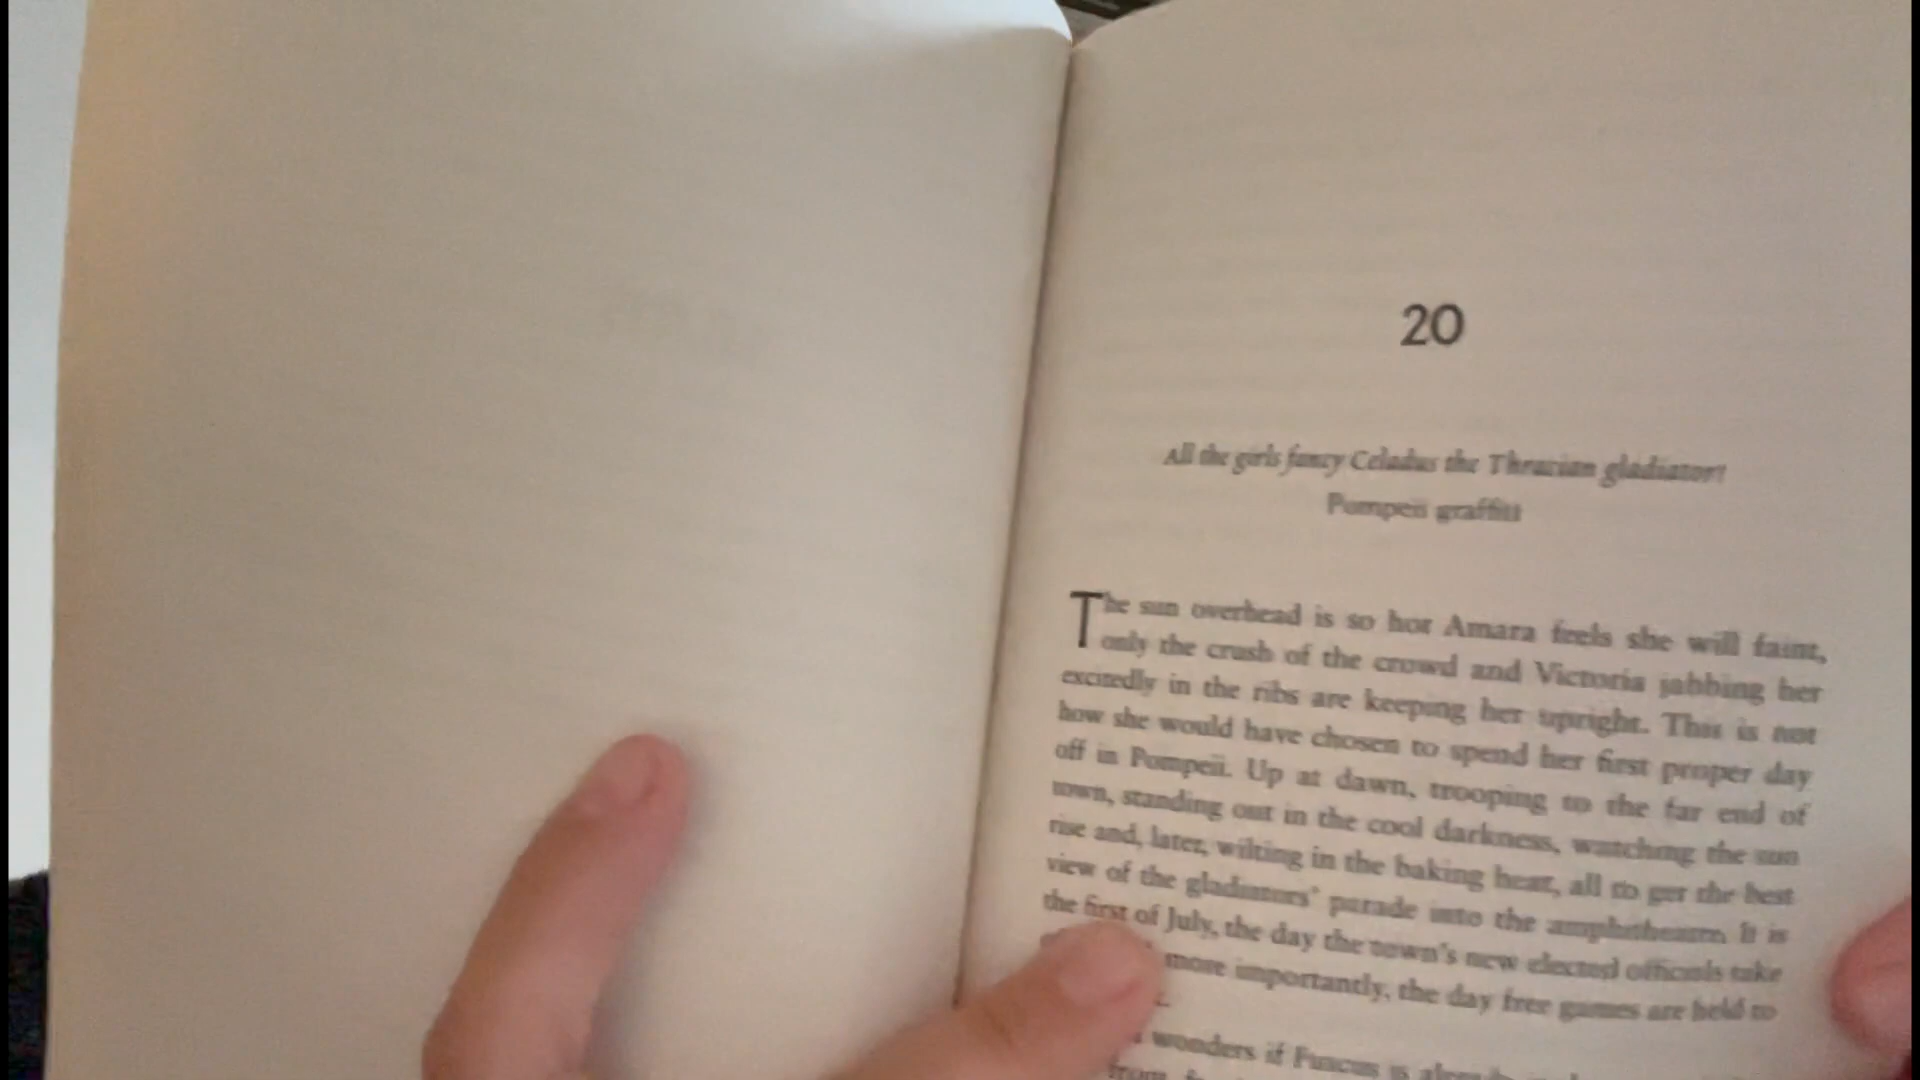 20
All the girls fancy Celadus the Thracian gladiator!
Pompeii graffiti
The sun overhead is so hot Amara feels she will faint,
only the crush of the crowd and Victoria jabbing her
excitedly in the ribs are keeping her upright. This is not
how she would have chosen to spend her first proper day
off in Pompeii. Up at dawn, trooping to the far end of
town, standing out in the cool darkness, watching the sun
rise and, later, wilting in the baking heat, all to get the best
view of the gladiators' parade into the amphitheatre. It is
the first of July, the day the town's new elected officials take
more importantly, the day free games are held to
wonders if Fuscus is
from